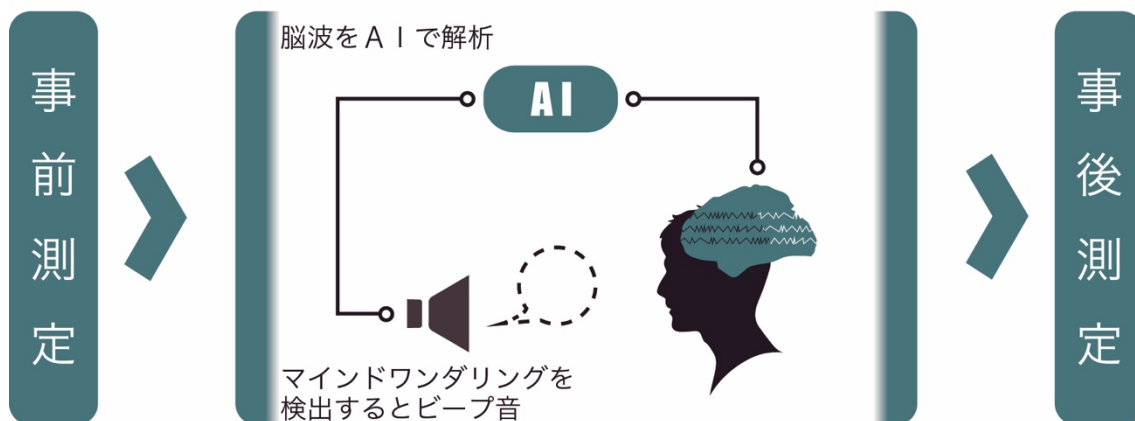 事前測定
脳波をＡＩで解析
AI
マインドワンダリングを
検出するとビープ音
事後測定